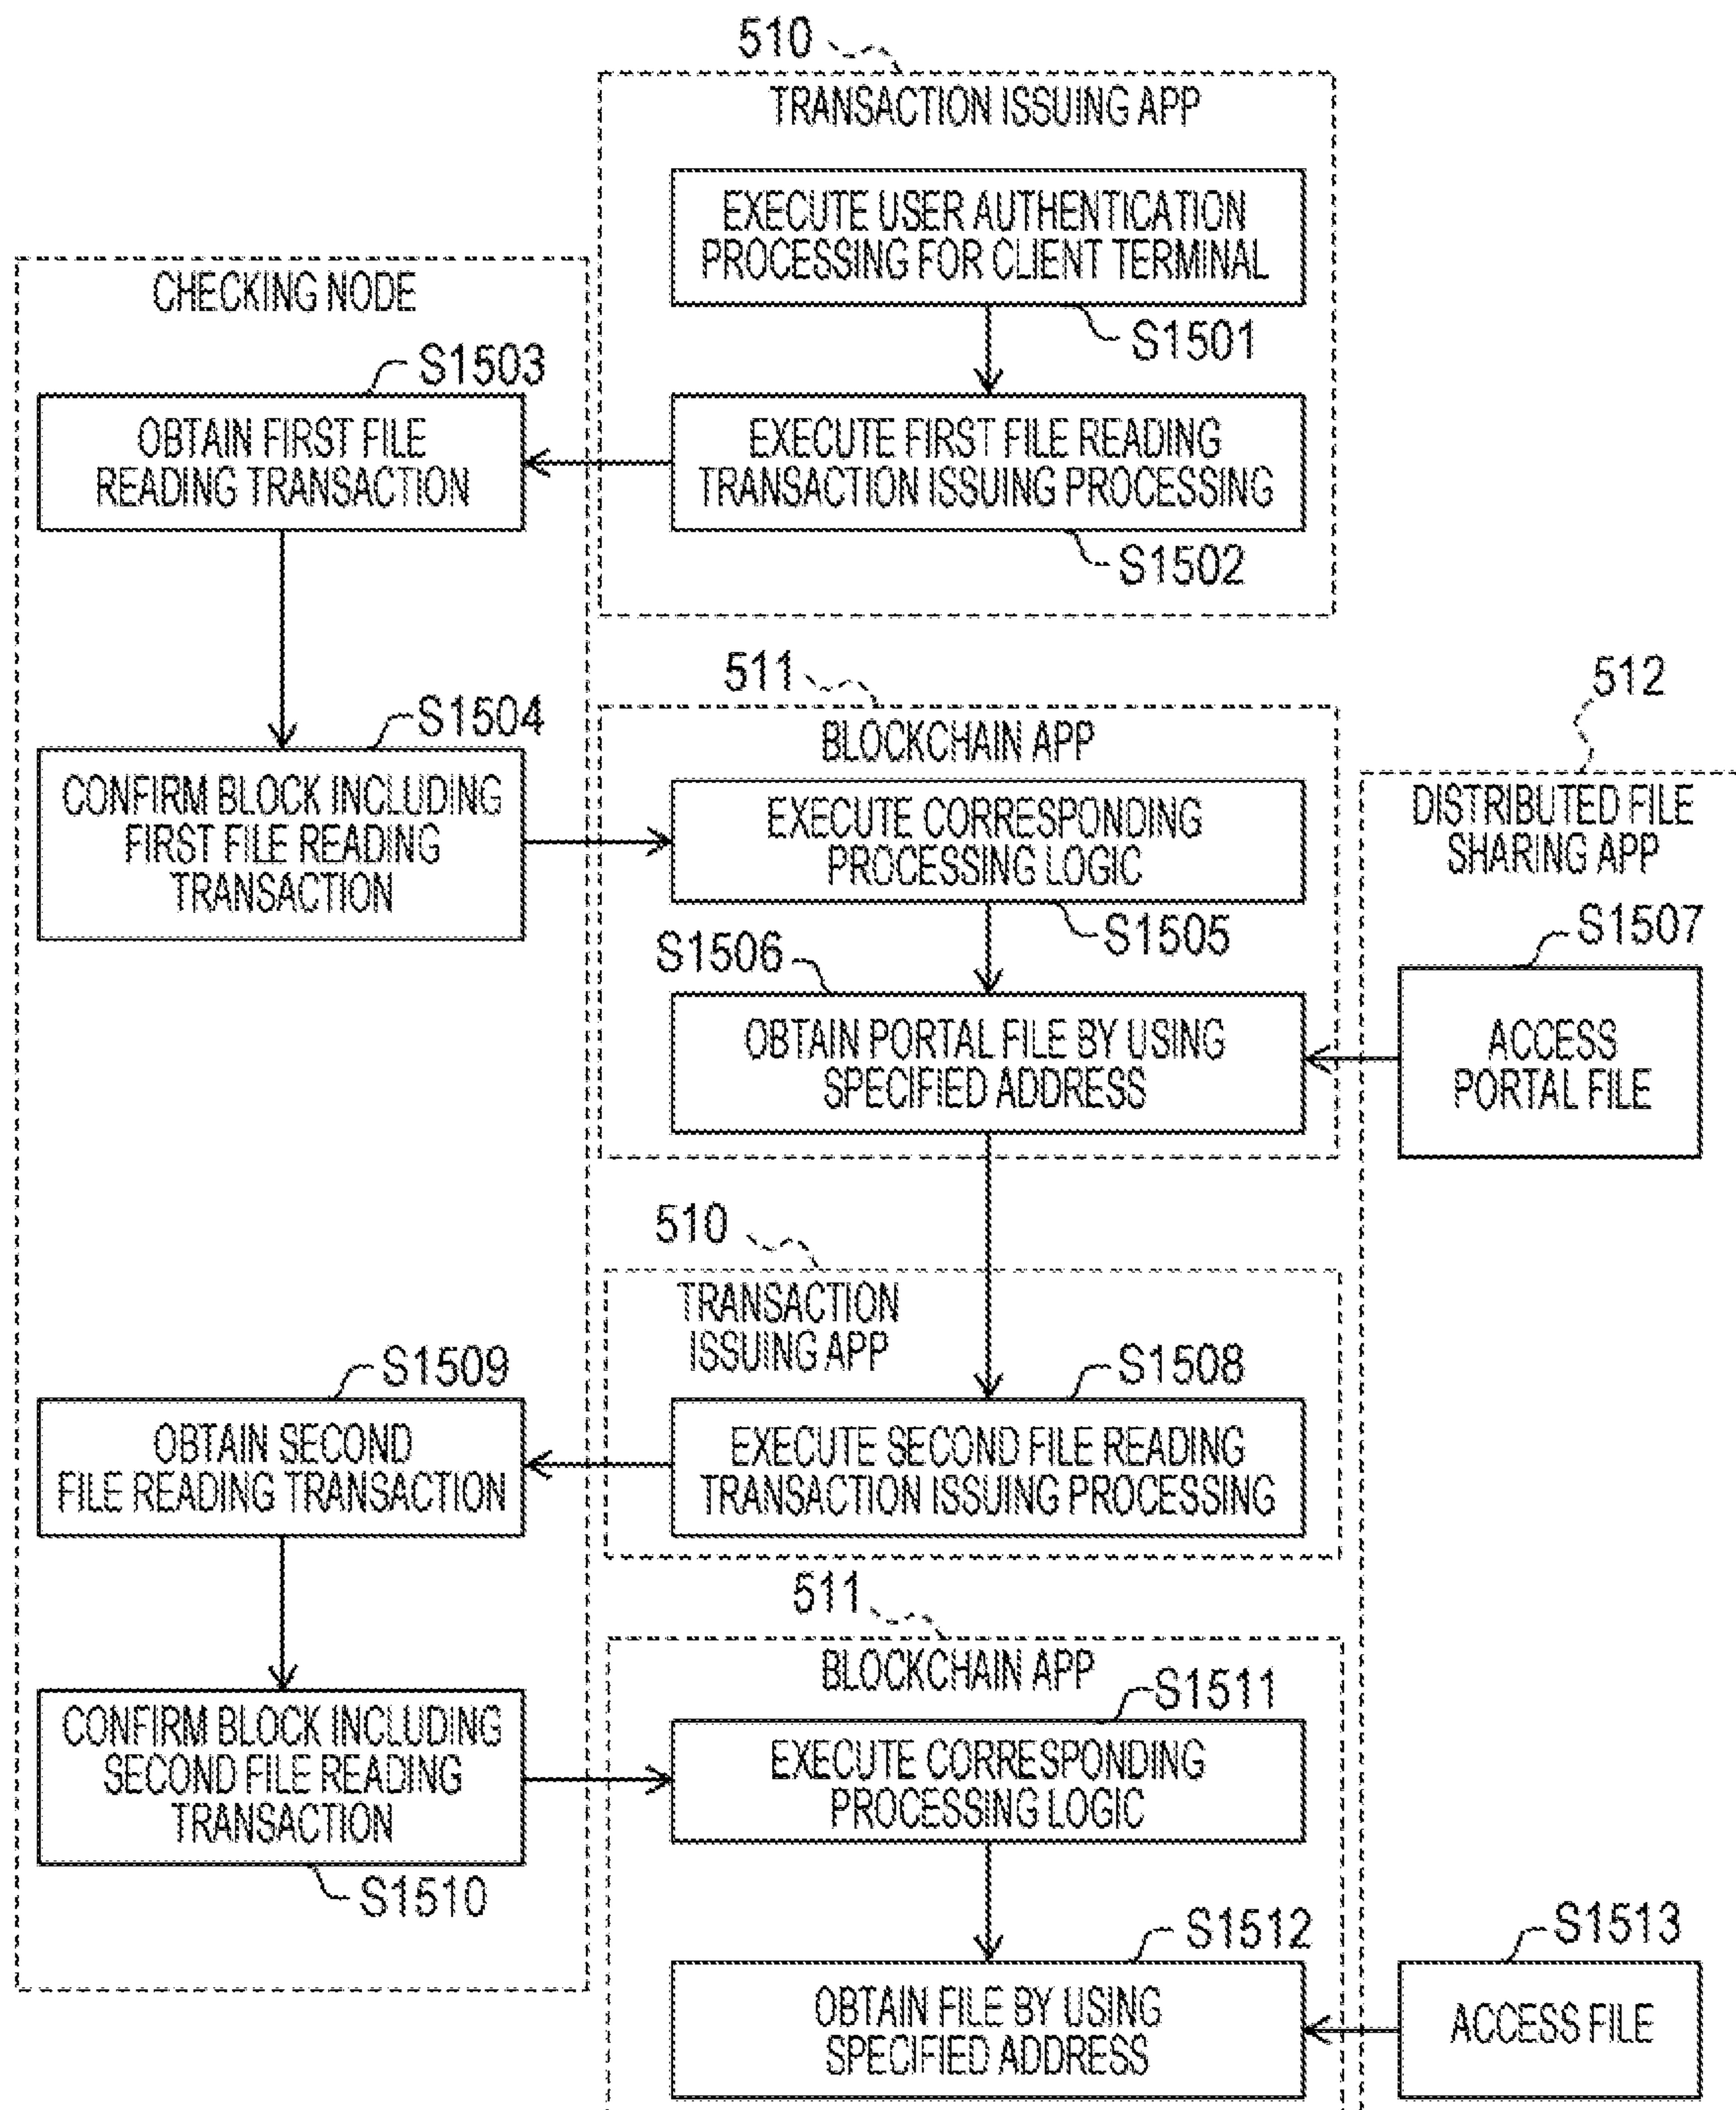 510
TRANSACTION ISSUING APP
EXECUTE USER AUTHENTICATION
PROCESSING FOR CLIENT TERMINAL
S1501
CHECKING NODE
S1503
OBTAIN FIRST FILE
READING TRANSACTION
EXECUTE FIRST FILE READING
TRANSACTION ISSUING PROCESSING
S1502
S1504
CONFIRM BLOCK INCLUDING
FIRST FILE READING
TRANSACTION
511
BLOCKCHAIN APP
EXECUTE CORRESPONDING
PROCESSING LOGIC
S1505
512
DISTRIBUTED FILE
SHARING APP
S1506
OBTAIN PORTAL FILE BY USING
SPECIFIED ADDRESS
S1507
ACCESS
PORTAL FILE
510
TRANSACTION
ISSUING APP
S1508
EXECUTE SECOND FILE READING
TRANSACTION ISSUING PROCESSING
S1509
OBTAIN SECOND
FILE READING TRANSACTION
511
BLOCKCHAIN APP
S1511
EXECUTE CORRESPONDING
PROCESSING LOGIC
CONFIRM BLOCK INCLUDING
SECOND FILE READING
TRANSACTION
S1510
S1512
OBTAIN FILE BY USING
SPECIFIED ADDRESS
S1513
ACCESS FILE